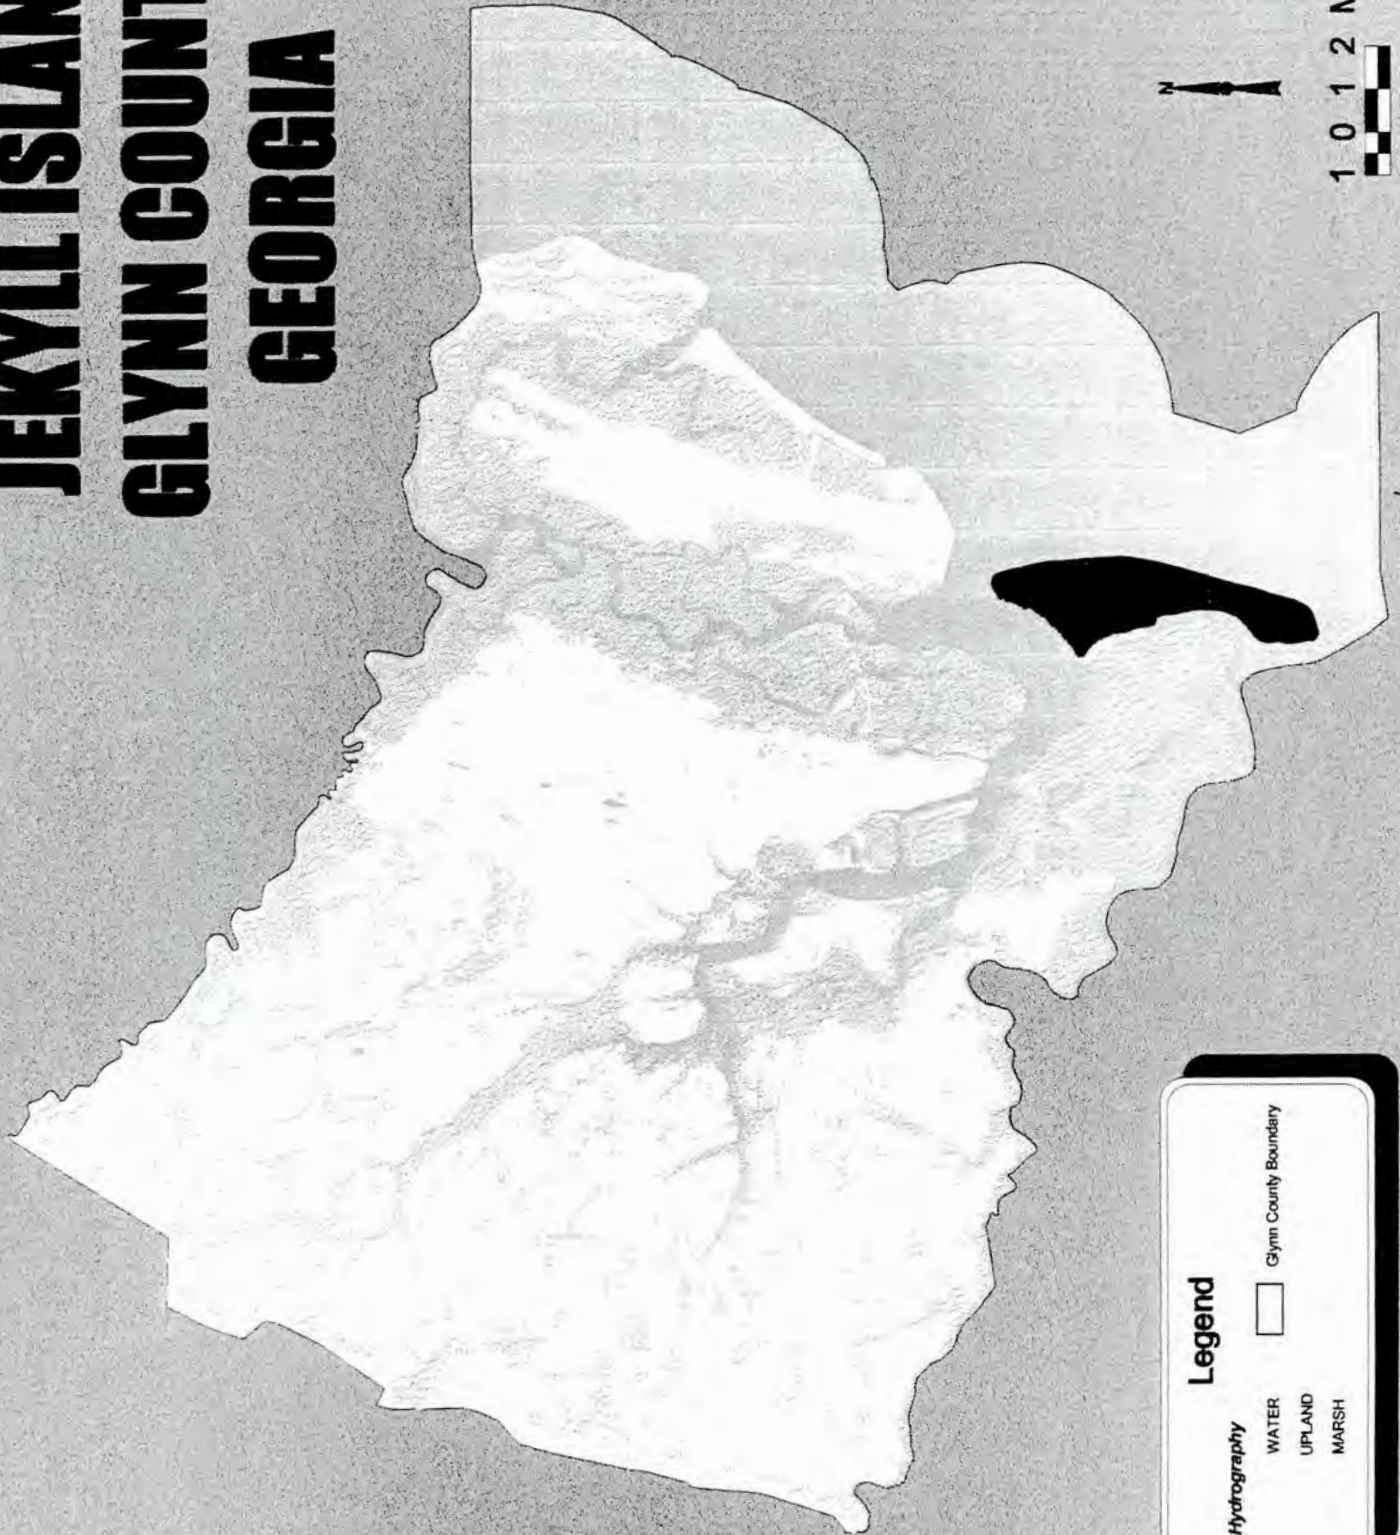 JEKYLL ISLAN
GLYNN COUNT
GEORGIA
N
1 0 1 2 M
Legend
Hydrography
WATER
UPLAND
MARSH
Glynn County Boundary